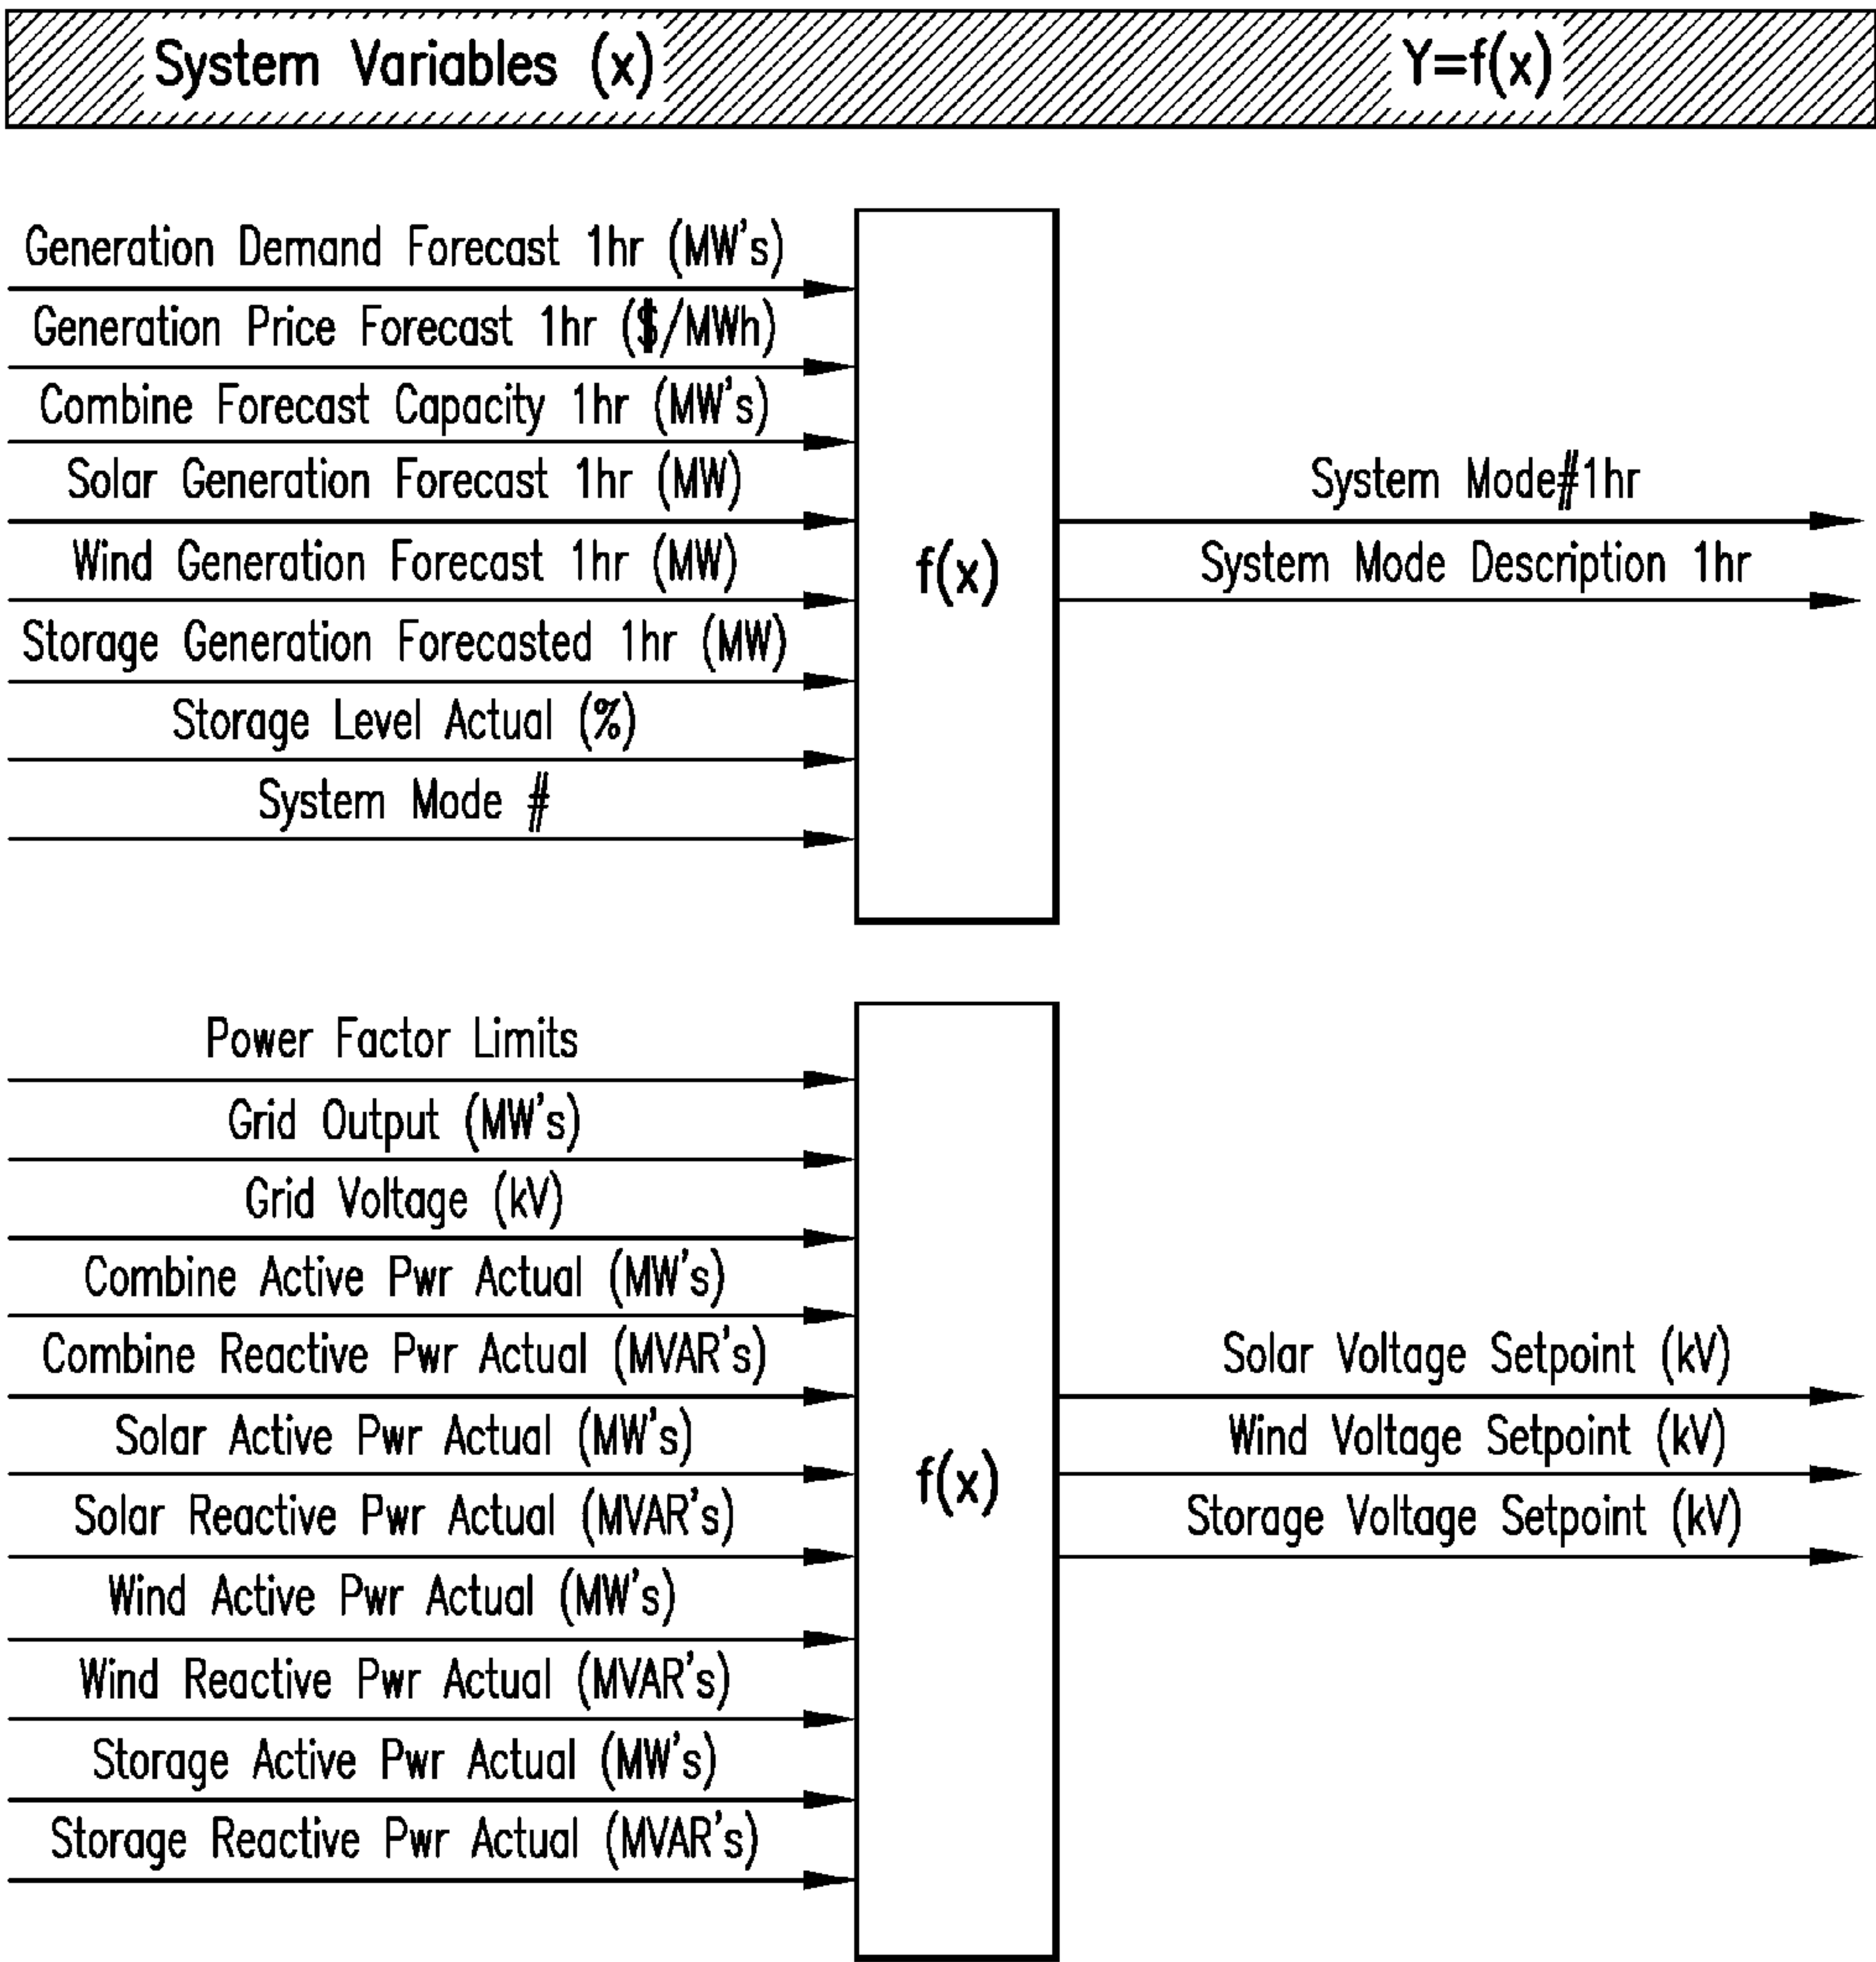 System Variables (x) Y=f(x)
Generation Demand Forecast 1hr (MW's)
Generation Price Forecast 1hr ($/MWh)
Combine Forecast Capacity 1hr (MW's)
Solar Generation Forecast 1hr (MW)
Wind Generation Forecast 1hr (MW)
Storage Generation Forecasted 1hr (MW)
Storage Level Actual (%)
System Mode #
f(x)
System Mode#1hr
System Mode Description 1hr
Power Factor Limits
Grid Output (MW's)
Grid Voltage (kV)
Combine Active Pwr Actual (MW's)
Combine Reactive Pwr Actual (MVAR's)
Solar Active Pwr Actual (MW's)
Solar Reactive Pwr Actual (MVAR's)
Wind Active Pwr Actual (MW's)
Wind Reactive Pwr Actual (MVAR's)
Storage Active Pwr Actual (MW's)
Storage Reactive Pwr Actual (MVAR's)
f(x)
Solar Voltage Setpoint (kV)
Wind Voltage Setpoint (kV)
Storage Voltage Setpoint (kV)